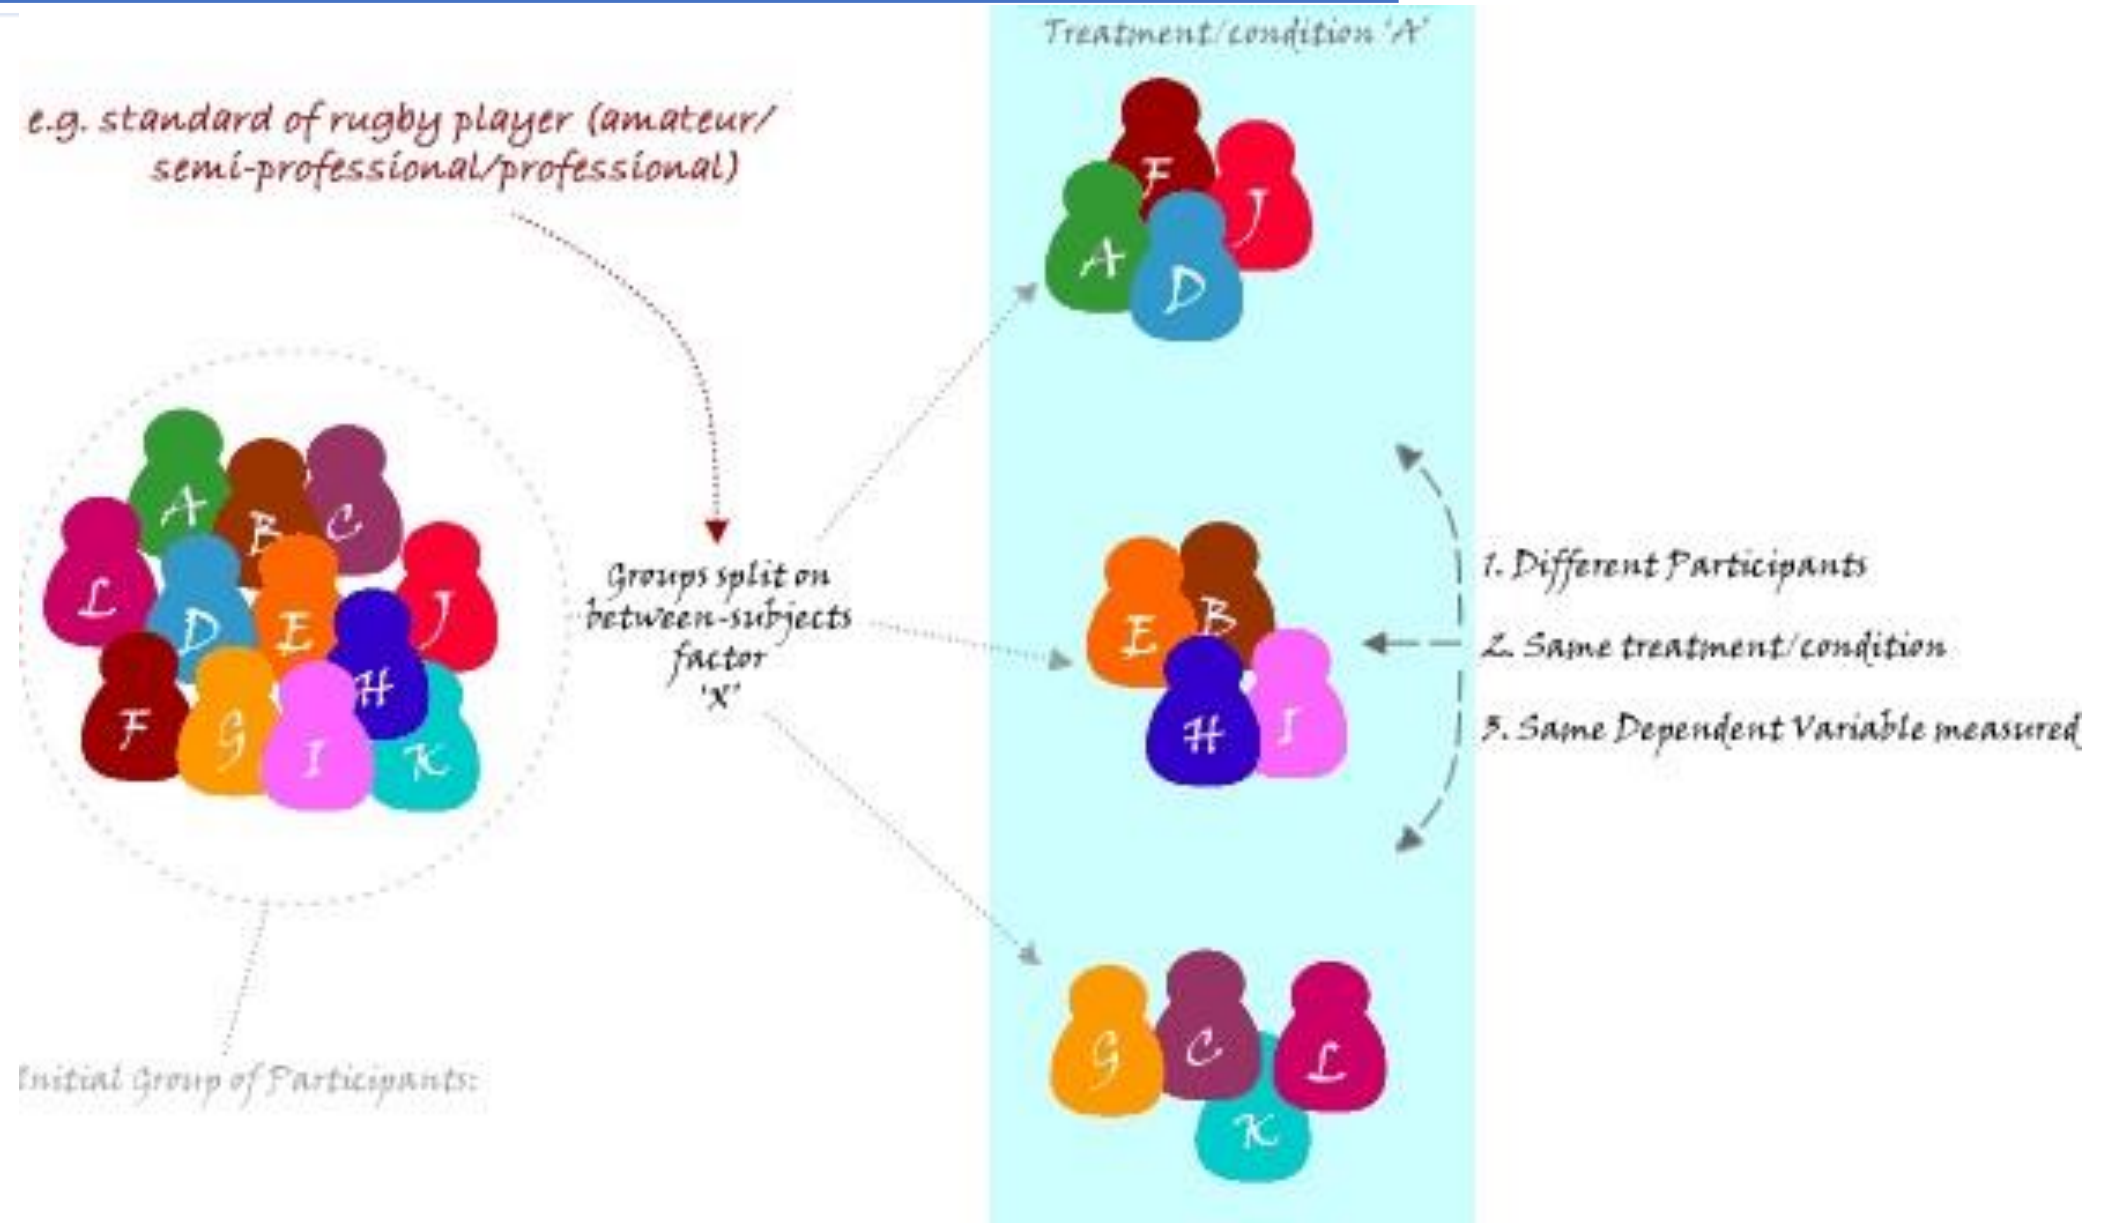 Treatment/condition 'A'
e.g. standard of rugby player (amateur/
semi-professional/professional)
F
J
A
D
A
B
C
L
D
E
J
H
F
G
I
K
Groups split on
between-subjects
factor
'X'
E
B
H
I
1. Different Participants
2. Same treatment/condition
3. Same Dependent Variable measured
G
C
L
K
Initial Group of Participants: